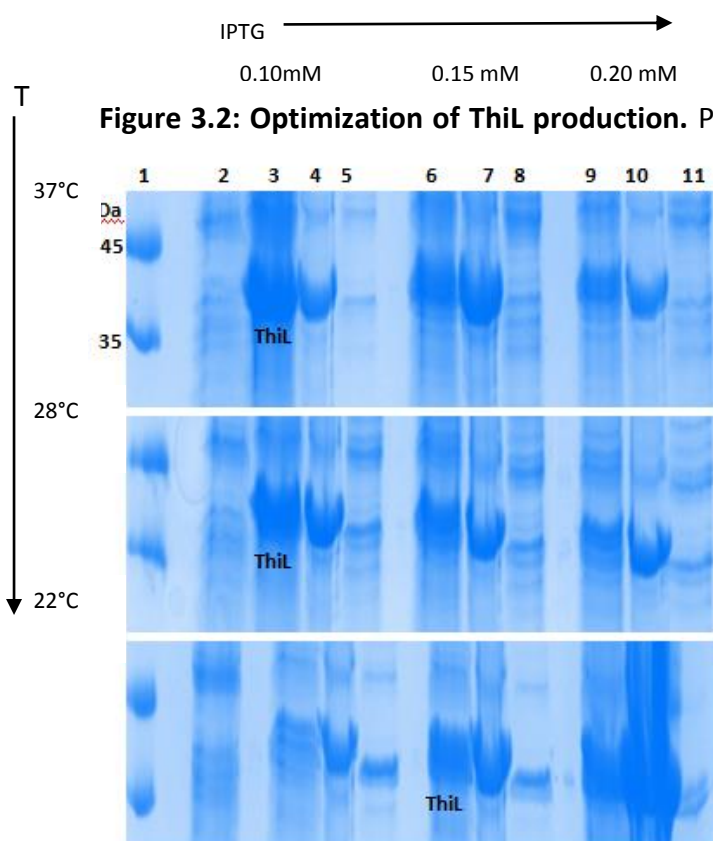 IPTG
0.10mM 0.15 mM 0.20 mM
T
Figure 3.2: Optimization of ThiL production. P
37°C 1 2 3 4 5 6 7 8 9 10 11
Da
45
35
ThiL
28°C
ThiL
22°C
ThiL